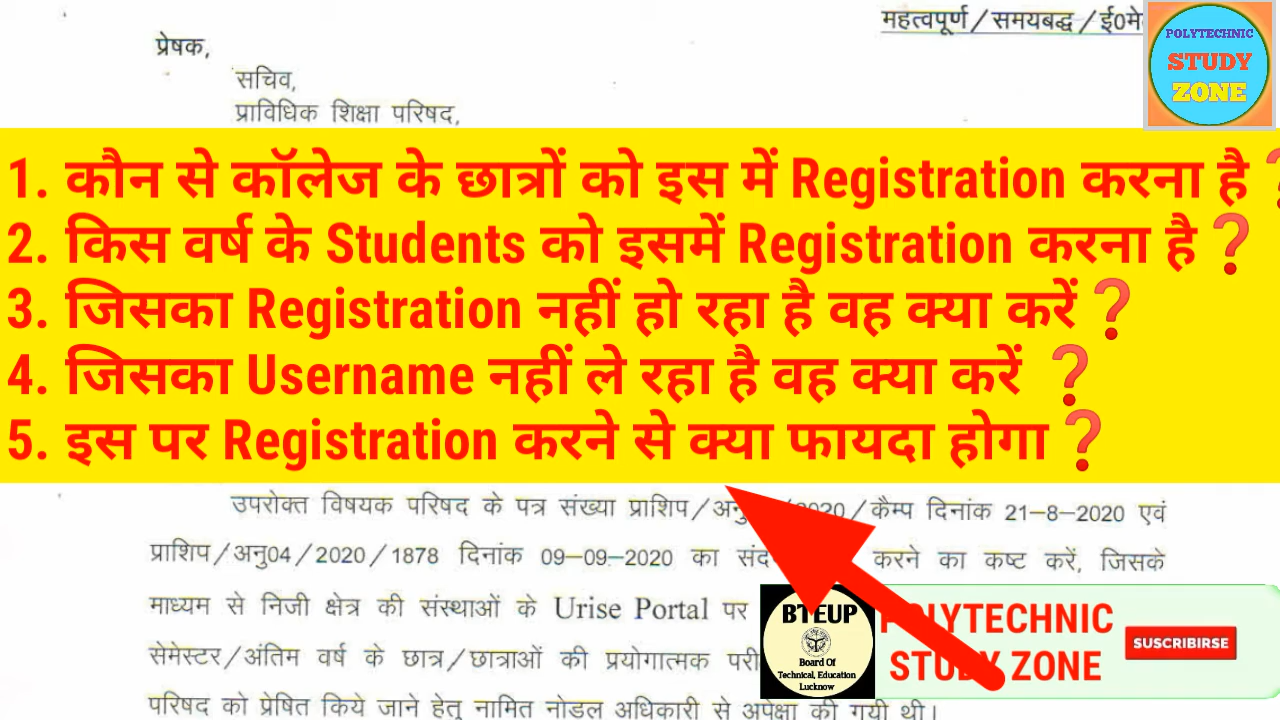 महत्वपूर्ण/समयबद्ध/ई0मे
POLYTECHNIC
STUDY
ZONE
प्रेषक,
सचिव,
प्राविधिक शिक्षा परिषद,
1. कौन से कॉलेज के छात्रों को इस में Registration करना है❓
2. किस वर्ष के Students को इसमें Registration करना है❓
3. जिसका Registration नहीं हो रहा है वह क्या करें❓
4. जिसका Username नहीं ले रहा है वह क्या करें ❓
5. इस पर Registration करने से क्या फायदा होगा❓
उपरोक्त विषयक परिषद के पत्र संख्या प्राशिप/अनु /2020/कैम्प दिनांक 21-8-2020 एवं
प्राशिप/अनु04/2020/1878 दिनांक 09-09-2020 का करने का कष्ट करें, जिसके
माध्यम से निजी क्षेत्र की संस्थाओं के Urise Portal पर
सेमेस्टर/अंतिम वर्ष के छात्र/छात्राओं की प्रयोगात्मक
परिषद को प्रेषित किये जाने हेतु नामित नोडल अधिकारी से अपेक्षा की गयी थी।
BTEUP
Board Of
Technical, Education
Lucknow
POLYTECHNIC
STUDY ZONE
SUSCRIBIRSE